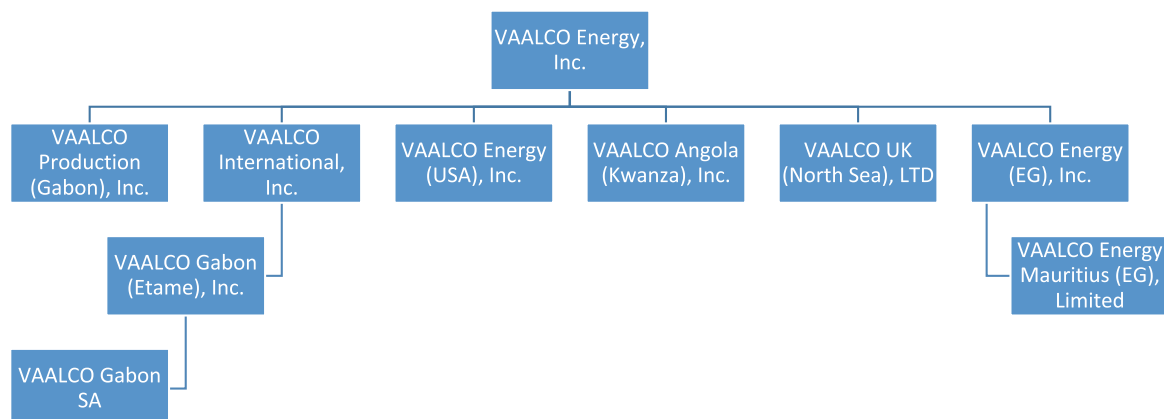 VAALCO Energy,
Inc.
VAALCO
Production
(Gabon), Inc.
VAALCO
International,
Inc.
VAALCO Energy
(USA), Inc.
VAALCO Angola
(Kwanza), Inc.
VAALCO UK
(North Sea), LTD
VAALCO Energy
(EG), Inc.
VAALCO Gabon
(Etame), Inc.
VAALCO Energy
Mauritius (EG),
Limited
VAALCO Gabon
SA